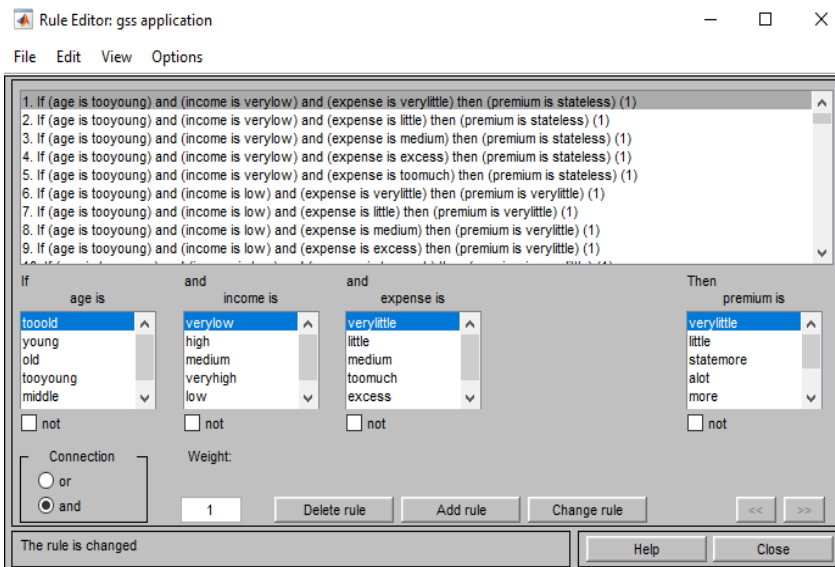 Rule Editor: gss application
File Edit View Options
1. If (age is tooyoung) and (income is verylow) and (expense is verylittle) then (premium is stateless) (1)
2. If (age is tooyoung) and (income is verylow) and (expense is little) then (premium is stateless) (1)
3. If (age is tooyoung) and (income is verylow) and (expense is medium) then (premium is stateless) (1)
4. If (age is tooyoung) and (income is verylow) and (expense is excess) then (premium is stateless) (1)
5. If (age is tooyoung) and (income is verylow) and (expense is toomuch) then (premium is stateless) (1)
6. If (age is tooyoung) and (income is low) and (expense is verylittle) then (premium is verylittle) (1)
7. If (age is tooyoung) and (income is low) and (expense is little) then (premium is verylittle) (1)
8. If (age is tooyoung) and (income is low) and (expense is medium) then (premium is verylittle) (1)
9. If (age is tooyoung) and (income is low) and (expense is excess) then (premium is verylittle) (1)
If and and Then
age is income is expense is premium is
tooold verylow verylittle verylittle
young high little little
old medium medium statemore
tooyoung veryhigh toomuch alot
middle low excess more
not not not not
Connection Weight:
or
and 1 Delete rule Add rule Change rule << >>
The rule is changed Help Close